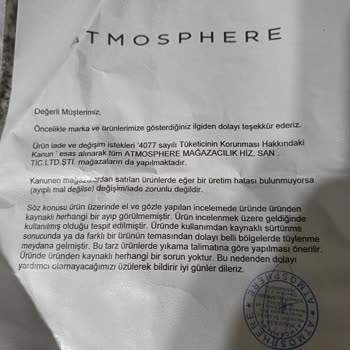 ATMOSPHERE
Değerli Müşterimiz,
Öncelikle marka ve ürünlerimize gösterdiğiniz ilgiden dolayı teşekkür ederiz.
Ürün iade ve değişim istekleri '4077 sayılı Tüketicinin Korunması Hakkındaki
Kanun ' esas alınarak tüm ATMOSPHERE MAĞAZACILIK HİZ. SAN .
TİC.LTD.ŞTİ. mağazaların da yapılmaktadır.
Kanunen mağazalardan satılan ürünlerde eğer bir üretim hatası bulunmuyorsa
(ayıplı mal değilse) değişim/iade zorunlu değildir.
Söz konusu ürün üzerinde el ve gözle yapılan incelemede üründe üründen
kaynaklı herhangi bir ayıp görülmemiştir. Ürün incelenmek üzere geldiğinde
kullanılmış olduğu tespit edilmiştir. Üründe kullanımdan kaynaklı sürtünme
sonucunda ya da farklı bir ürünün temasından dolayı belli bölgelerde tüylenme
meydana gelmiştir. Bu tarz ürünlerde yıkama talimatına göre yapılması önerilir.
Üründe üründen kaynaklı herhangi bir sorun yoktur. Bu nedenden dolayı
yardımcı olamayacağımızı üzülerek bildirir iyi günler dileriz.
ATMOSPHERE
ATMOSPHERE